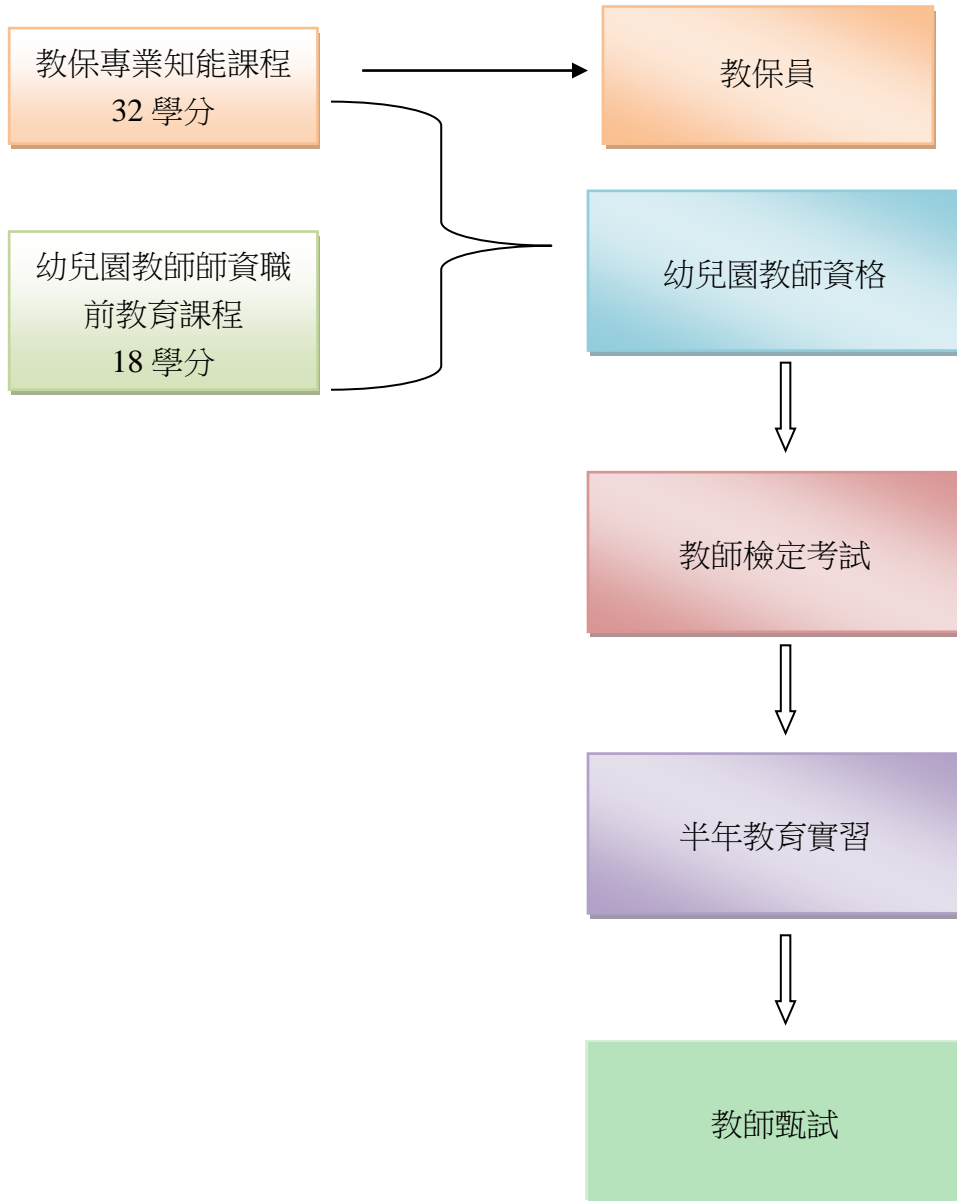 教保專業知能課程
32 學分
教保員
幼兒園教師師資職
前教育課程
18 學分
幼兒園教師資格
教師檢定考試
半年教育實習
教師甄試